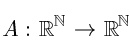 A : ℝ^ℕ → ℝ^ℕ